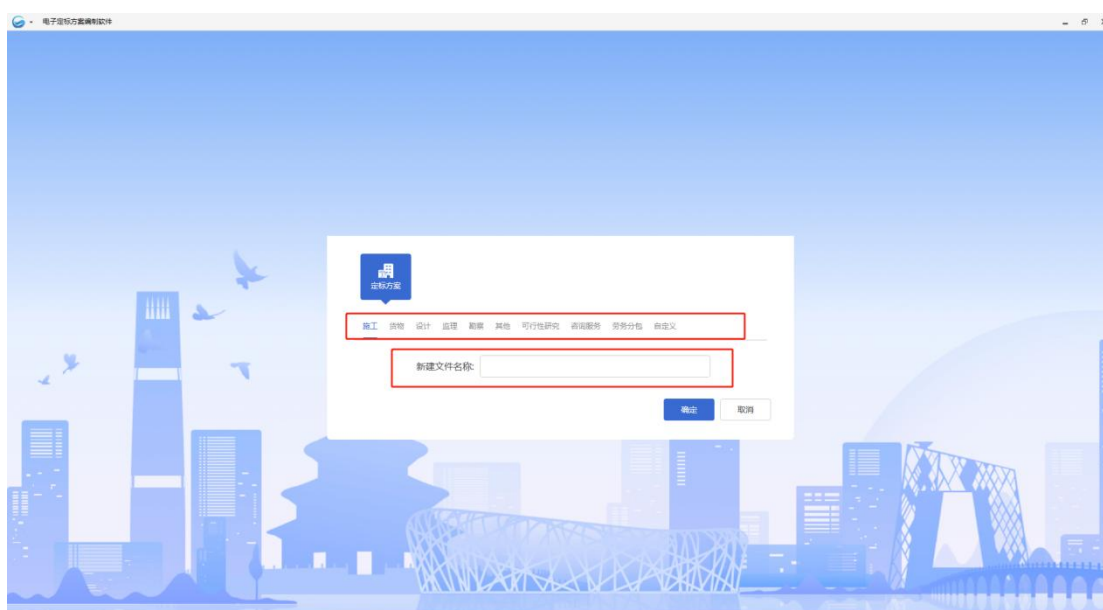 电子定标方案编制软件
定标方案
施工 货物 设计 监理 勘察 其他 可行性研究 咨询服务 劳务分包 自定义
新建文件名称:
确定 取消